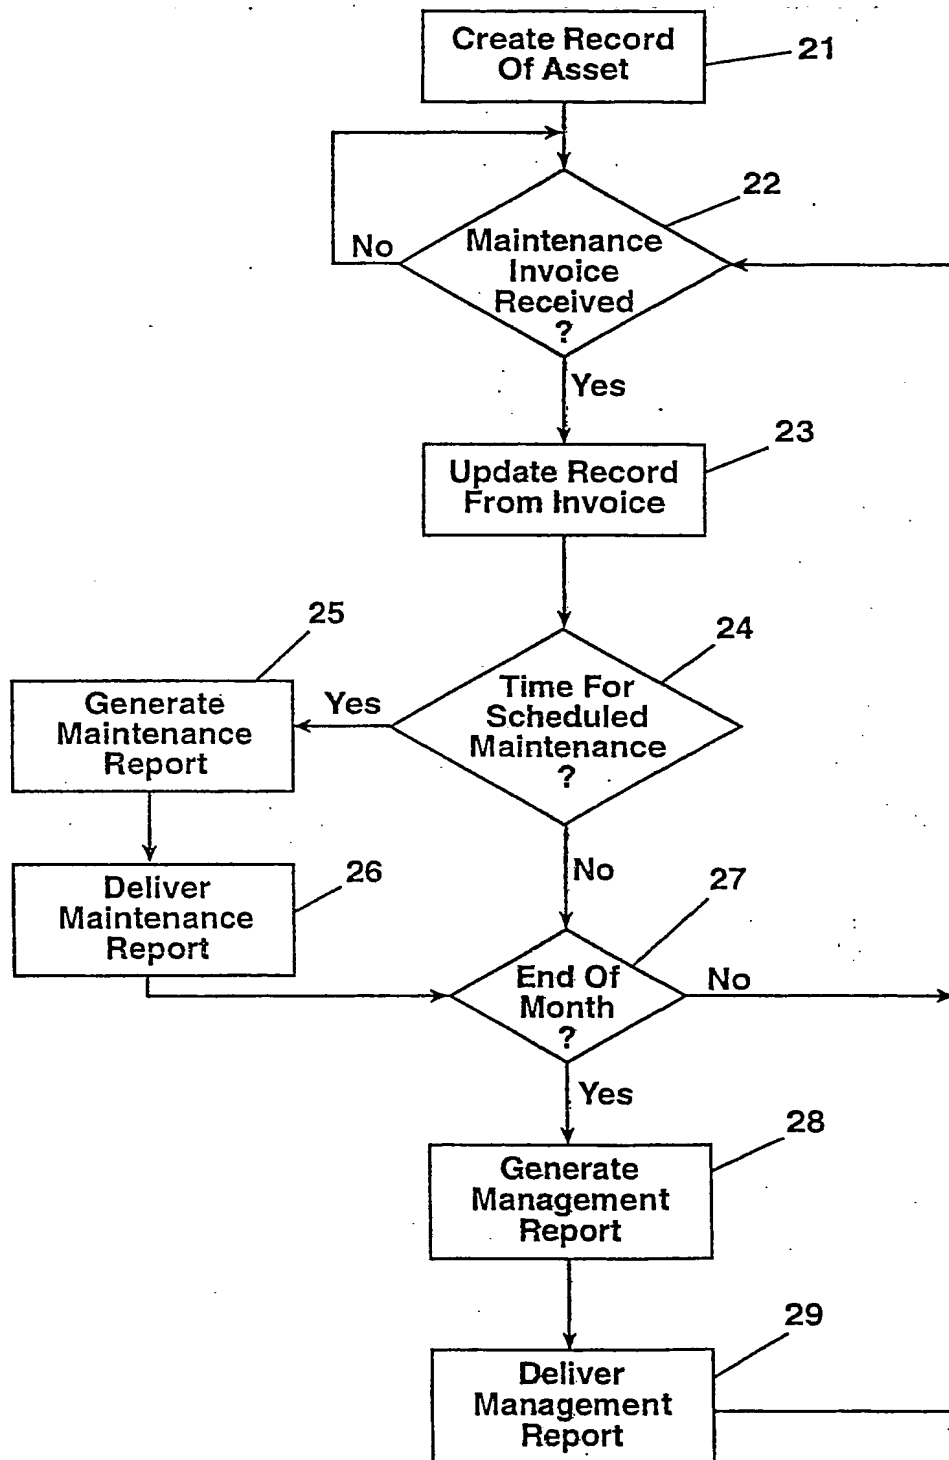 Create Record
Of Asset
21
22
No
Maintenance
Invoice
Received
?
Yes
23
Update Record
From Invoice
25
24
Generate
Maintenance
Report
Yes
Time For
Scheduled
Maintenance
?
26
Deliver
Maintenance
Report
No
27
End Of
Month
?
No
Yes
28
Generate
Management
Report
29
Deliver
Management
Report